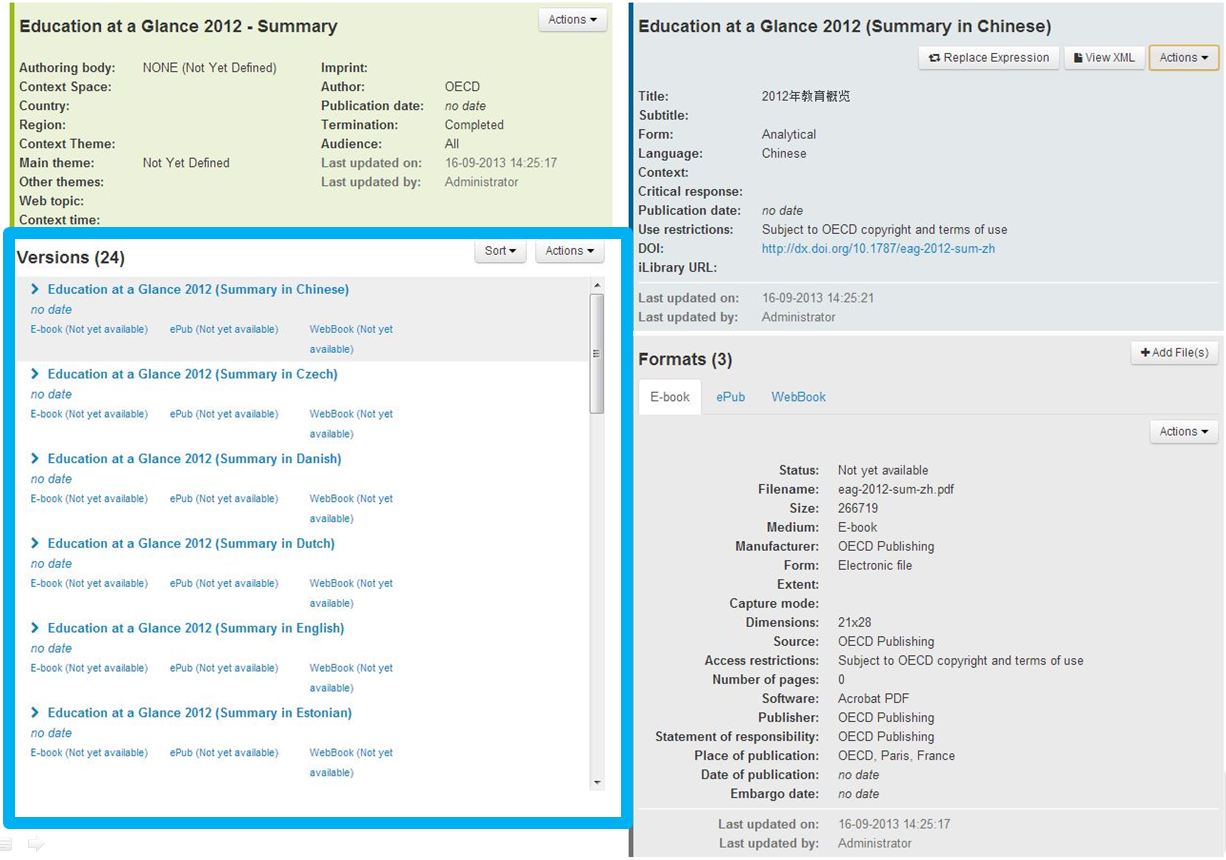 Education at a Glance 2012 - Summary
Actions
Authoring body: NONE (Not Yet Defined)
Context Space:
Country:
Region:
Context Theme:
Main theme: Not Yet Defined
Other themes:
Web topic:
Context time:
Imprint:
Author: OECD
Publication date: no date
Termination: Completed
Audience: All
Last updated on: 16-09-2013 14:25:17
Last updated by: Administrator
Versions (24)
Sort
Actions
Education at a Glance 2012 (Summary in Chinese)
no date
E-book (Not yet available) ePub (Not yet available) WebBook (Not yet
available)
Education at a Glance 2012 (Summary in Czech)
no date
E-book (Not yet available) ePub (Not yet available) WebBook (Not yet
available)
Education at a Glance 2012 (Summary in Danish)
no date
E-book (Not yet available) ePub (Not yet available) WebBook (Not yet
available)
Education at a Glance 2012 (Summary in Dutch)
no date
E-book (Not yet available) ePub (Not yet available) WebBook (Not yet
available)
Education at a Glance 2012 (Summary in English)
no date
E-book (Not yet available) ePub (Not yet available) WebBook (Not yet
available)
Education at a Glance 2012 (Summary in Estonian)
no date
E-book (Not yet available) ePub (Not yet available) WebBook (Not yet
available)
Education at a Glance 2012 (Summary in Chinese)
Replace Expression View XML Actions
Title: 2012年教育概览
Subtitle:
Form: Analytical
Language: Chinese
Context:
Critical response:
Publication date: no date
Use restrictions: Subject to OECD copyright and terms of use
DOI: http://dx.doi.org/10.1787/eag-2012-sum-zh
iLibrary URL:
Last updated on: 16-09-2013 14:25:21
Last updated by: Administrator
Formats (3)
Add File(s)
E-book ePub WebBook
Actions
Status: Not yet available
Filename: eag-2012-sum-zh.pdf
Size: 266719
Medium: E-book
Manufacturer: OECD Publishing
Form: Electronic file
Extent:
Capture mode:
Dimensions: 21x28
Source: OECD Publishing
Access restrictions: Subject to OECD copyright and terms of use
Number of pages: 0
Software: Acrobat PDF
Publisher: OECD Publishing
Statement of responsibility: OECD Publishing
Place of publication: OECD, Paris, France
Date of publication: no date
Embargo date: no date
Last updated on: 16-09-2013 14:25:17
Last updated by: Administrator